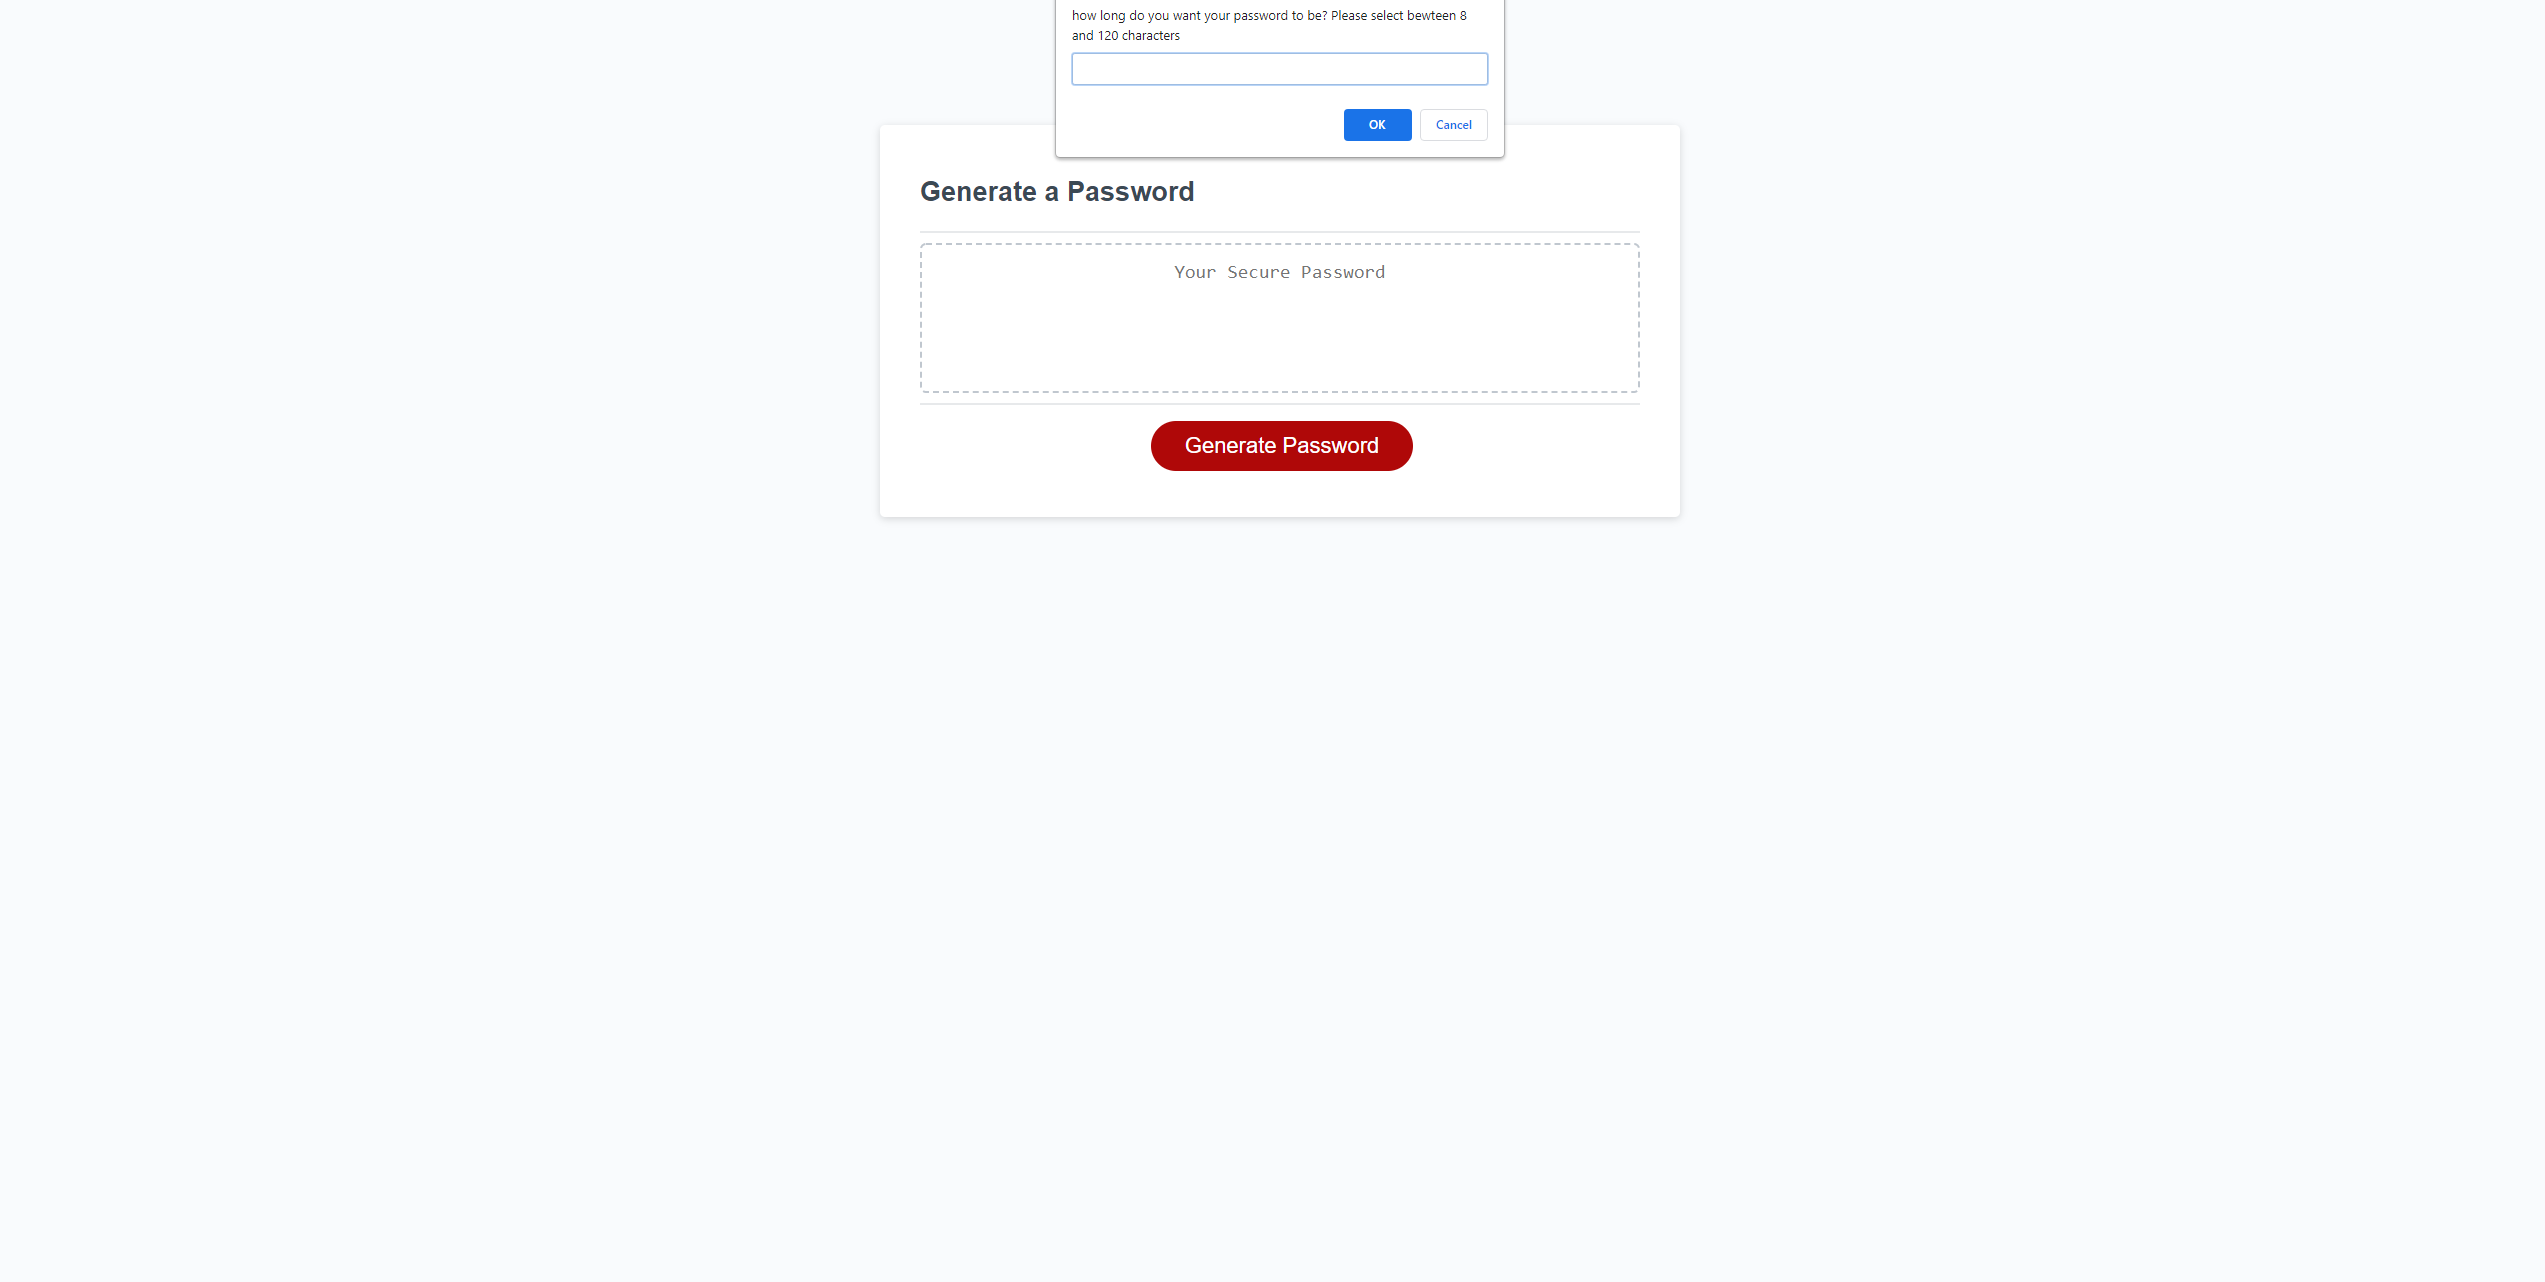 how long do you want your password to be? Please select bewteen 8
and 120 characters
OK
Cancel
Generate a Password
Your Secure Password
Generate Password